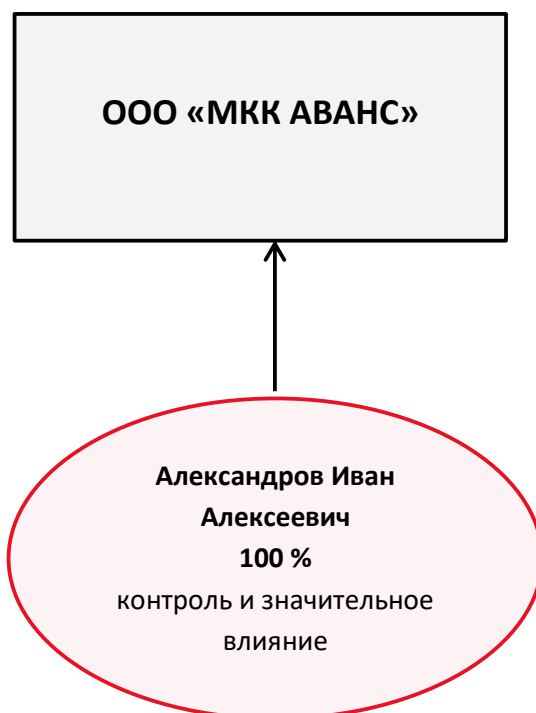 ООО «МКК АВАНС»
Александров Иван
Алексеевич
100 %
контроль и значительное
влияние